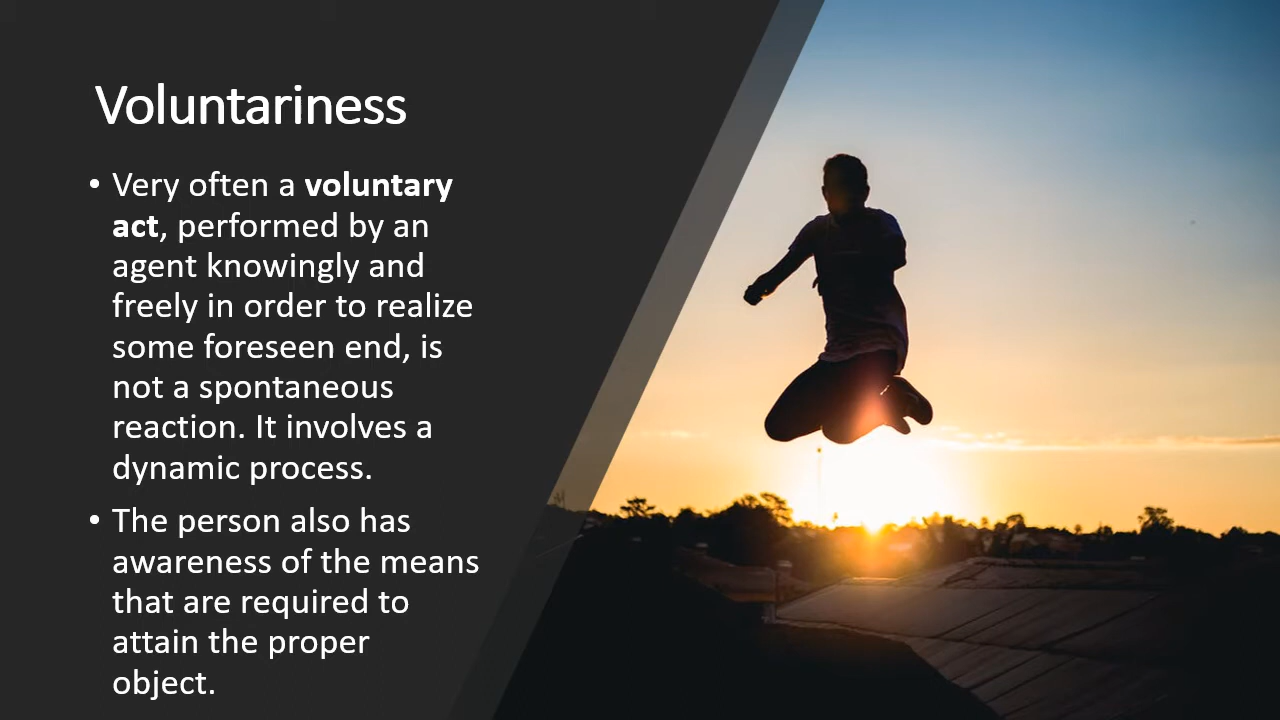 Voluntariness
• Very often a voluntary
act, performed by an
agent knowingly and
freely in order to realize
some foreseen end, is
not a spontaneous
reaction. It involves a
dynamic process.
• The person also has
awareness of the means
that are required to
attain the proper
object.